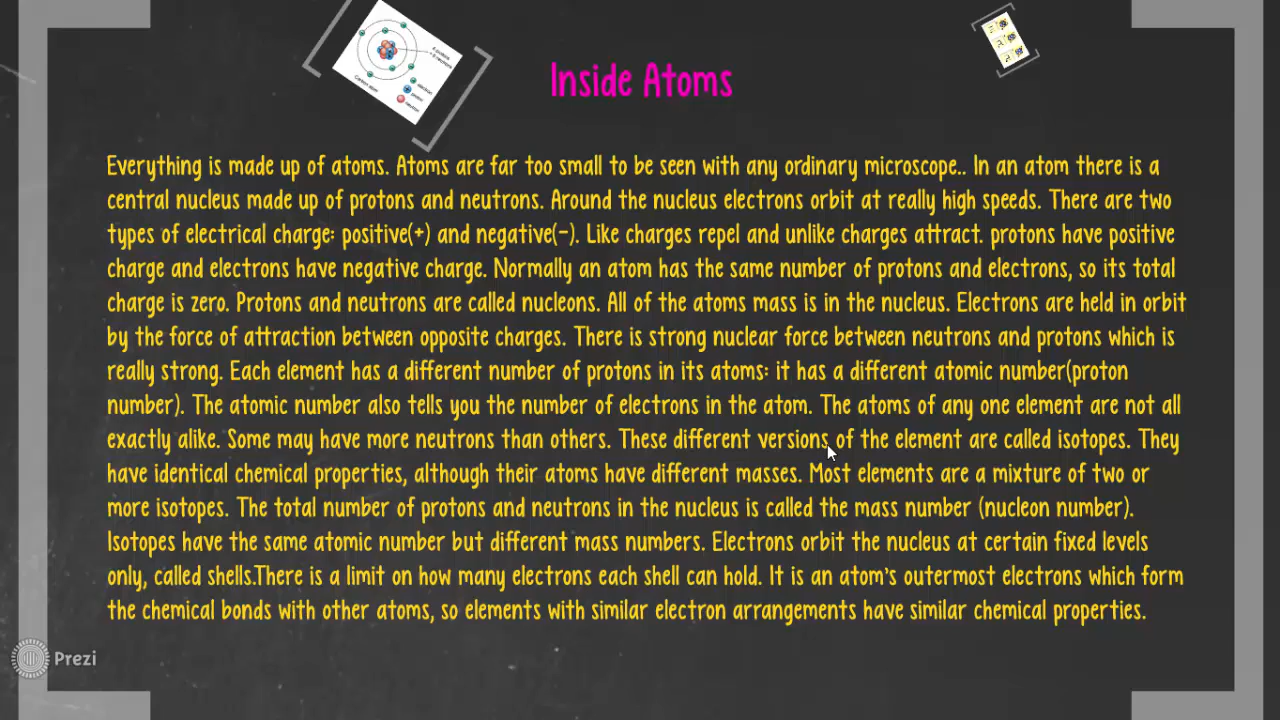 Inside Atoms
Everything is made up of atoms. Atoms are far too small to be seen with any ordinary microscope.. In an atom there is a
central nucleus made up of protons and neutrons. Around the nucleus electrons orbit at really high speeds. There are two
types of electrical charge: positive(+) and negative(-). Like charges repel and unlike charges attract. protons have positive
charge and electrons have negative charge. Normally an atom has the same number of protons and electrons, so its total
charge is zero. Protons and neutrons are called nucleons. All of the atoms mass is in the nucleus. Electrons are held in orbit
by the force of attraction between opposite charges. There is strong nuclear force between neutrons and protons which is
really strong. Each element has a different number of protons in its atoms: it has a different atomic number(proton
number). The atomic number also tells you the number of electrons in the atom. The atoms of any one element are not all
exactly alike. Some may have more neutrons than others. These different versions of the element are called isotopes. They
have identical chemical properties, although their atoms have different masses. Most elements are a mixture of two or
more isotopes. The total number of protons and neutrons in the nucleus is called the mass number (nucleon number).
Isotopes have the same atomic number but different mass numbers. Electrons orbit the nucleus at certain fixed levels
only, called shells.There is a limit on how many electrons each shell can hold. It is an atom's outermost electrons which form
the chemical bonds with other atoms, so elements with similar electron arrangements have similar chemical properties.
6 protons
+ 6 neutrons
electron
proton
neutron
Carbon atom
Prezi